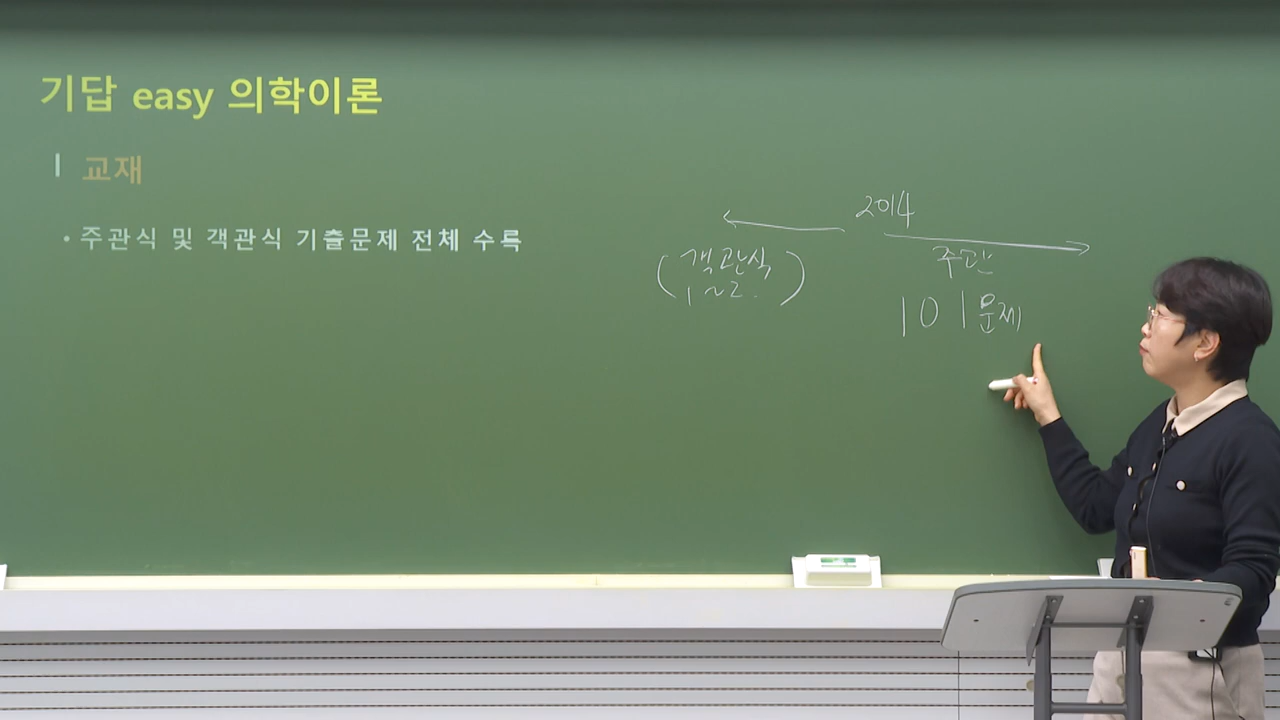 기답 easy 의학이론
교재
• 주관식 및 객관식 기출문제 전체 수록
2014
(객관식
1~2.)
주관
101문제